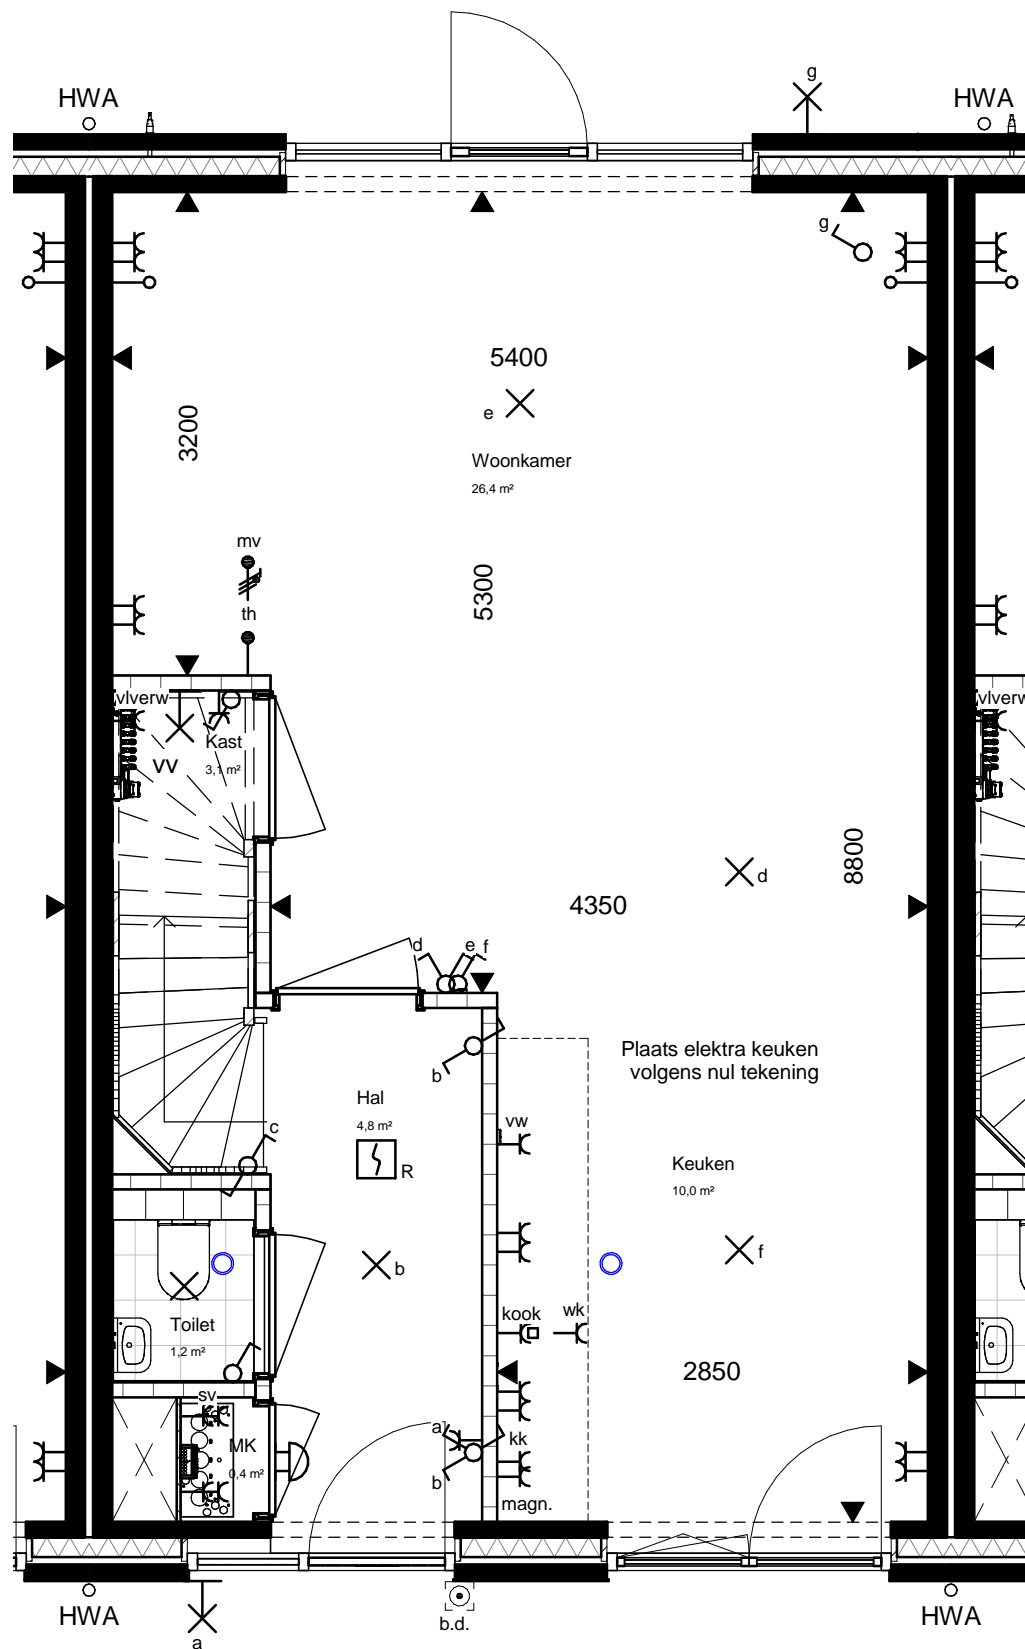 g
HWA
HWA
g
5400
e
3200
Woonkamer
26,4 m²
mv
5300
th
vlverw
vlverw
Kast
VV
3,1 m²
8800
d
4350
d
e f
Plaats elektra keuken
volgens nul tekening
b
Hal
c
4,8 m²
vw
R
Keuken
10,0 m²
b
f
kook
wk
Toilet
1,2 m²
2850
sv
a
kk
MK
0,4 m²
b
magn.
HWA
b.d.
HWA
a